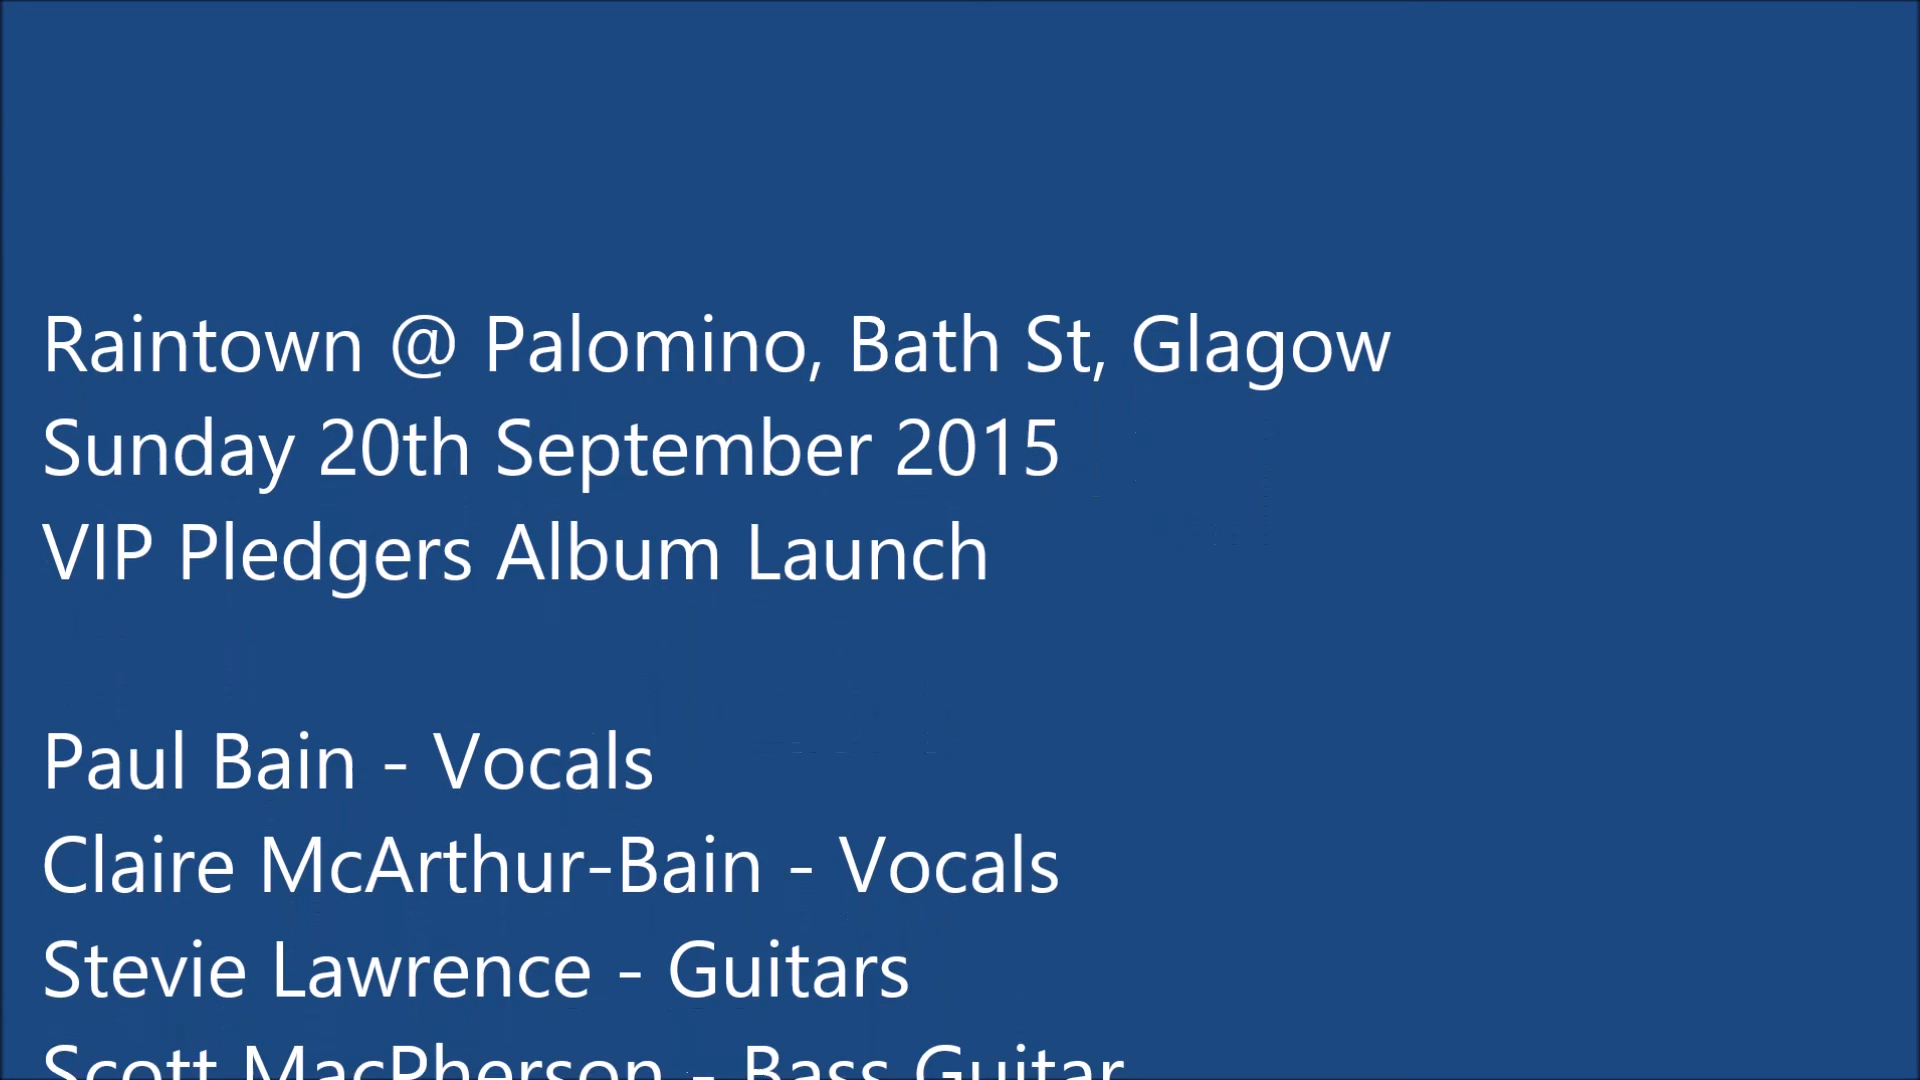 Raintown @ Palomino, Bath St, Glagow
Sunday 20th September 2015
VIP Pledgers Album Launch
Paul Bain - Vocals
Claire McArthur-Bain - Vocals
Stevie Lawrence - Guitars
Scott MacPherson - Bass Guitar